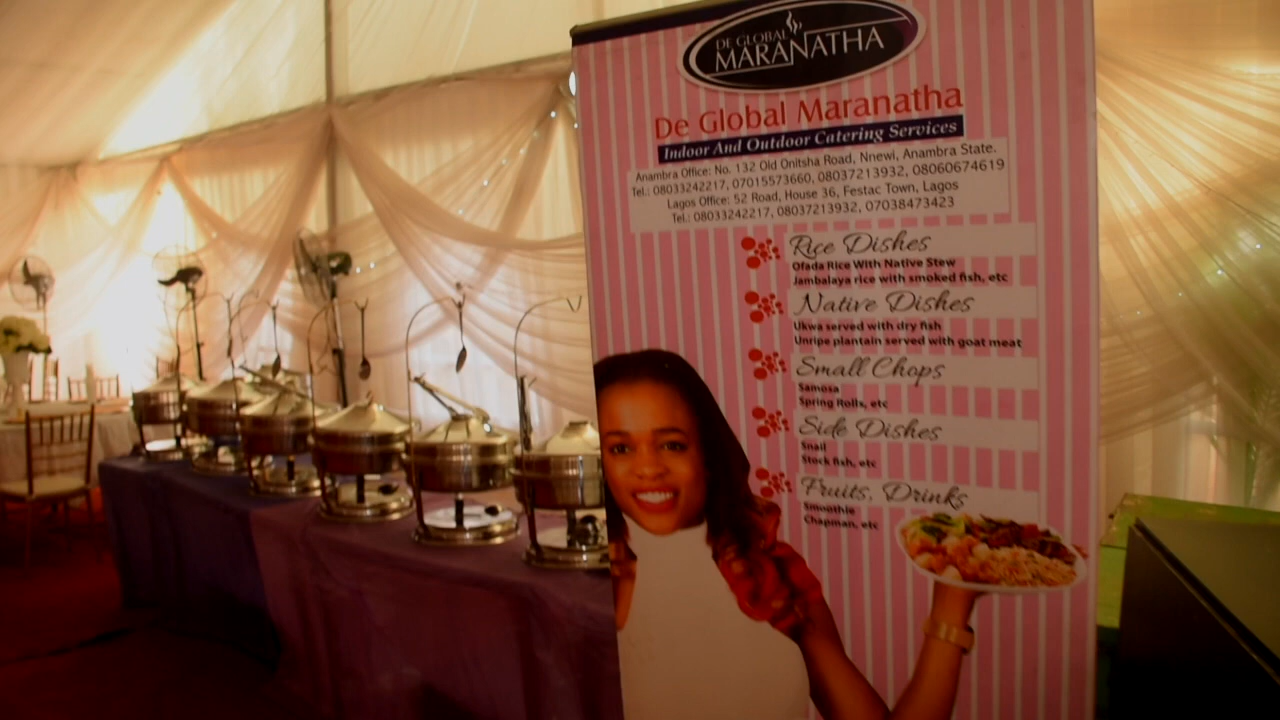 DE GLOBAL
MARANATHA
De Global Maranatha
Indoor And Outdoor Catering Services
Anambra Office: No. 132 Old Onitsha Road, Nnewi, Anambra State.
Tel.: 08033242217, 07015573660, 08037213932, 08060674619
Lagos Office: 52 Road, House 36, Festac Town, Lagos
Tel.: 08033242217, 08037213932, 07038473423
Rice Dishes
Ofada Rice With Native Stew
Jambalaya rice with smoked fish, etc
Native Dishes
Ukwa served with dry fish
Unripe plantain served with goat meat
Small Chops
Samosa
Spring Rolls, etc
Side Dishes
Snail
Stock fish, etc
Fruits, Drinks
Smoothie
Chapman, etc